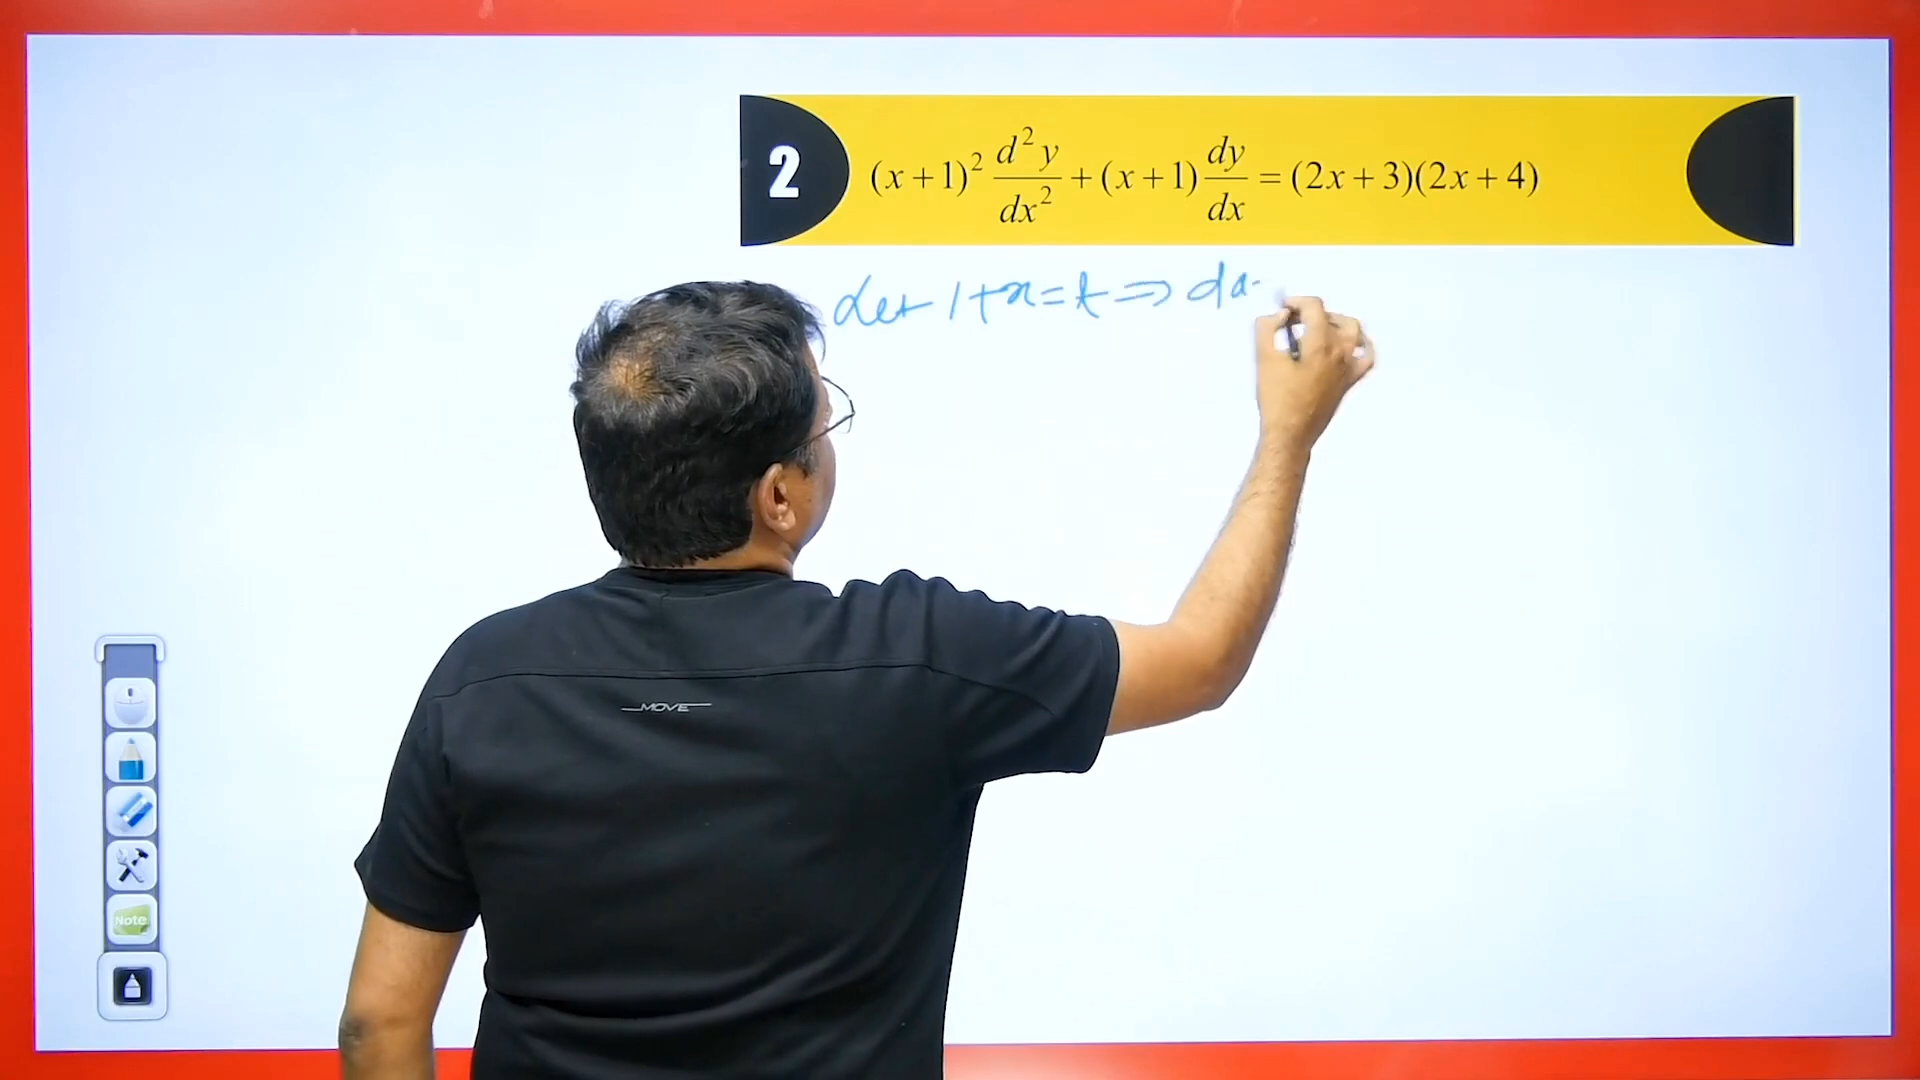 2 (x+1)² d²y/dx² + (x+1) dy/dx = (2x+3)(2x+4)
Let 1+x=t ⇒ dx
MOVE
Note